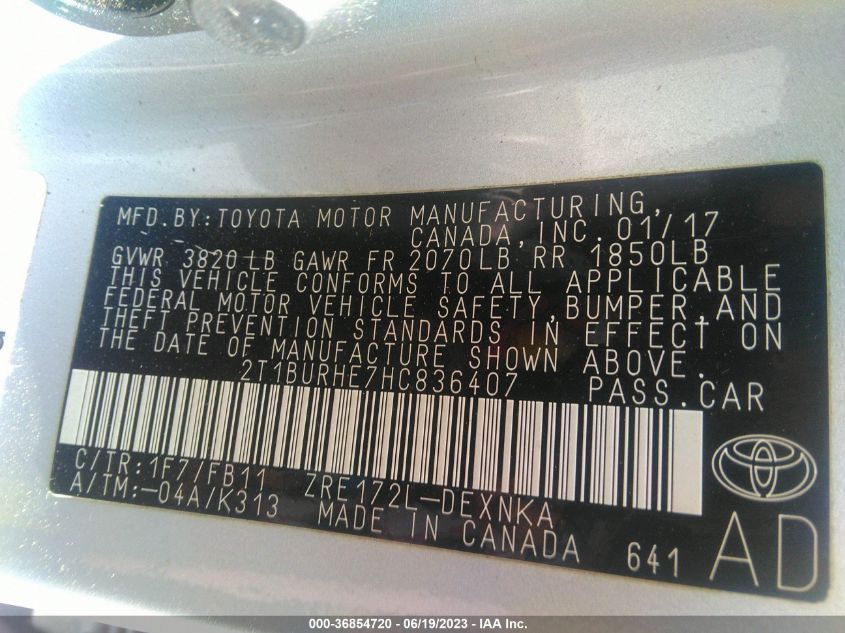 MFD.BY:TOYOTA MOTOR MANUFACTURING,
CANADA,INC. 01/17
GVWR 3820LB GAWR FR 2070LB RR 1850LB
THIS VEHICLE CONFORMS TO ALL APPLICABLE
FEDERAL MOTOR VEHICLE SAFETY,BUMPER,AND
THEFT PREVENTION STANDARDS IN EFFECT ON
THE DATE OF MANUFACTURE SHOWN ABOVE.
2T1BURHE7HC836407 PASS.CAR
C/TR:1F7/FB11 ZRE172L-DEXNKA
A/TM:-04A/K313 MADE IN CANADA 641
AD
000-36854720 - 06/19/2023 - IAA Inc.